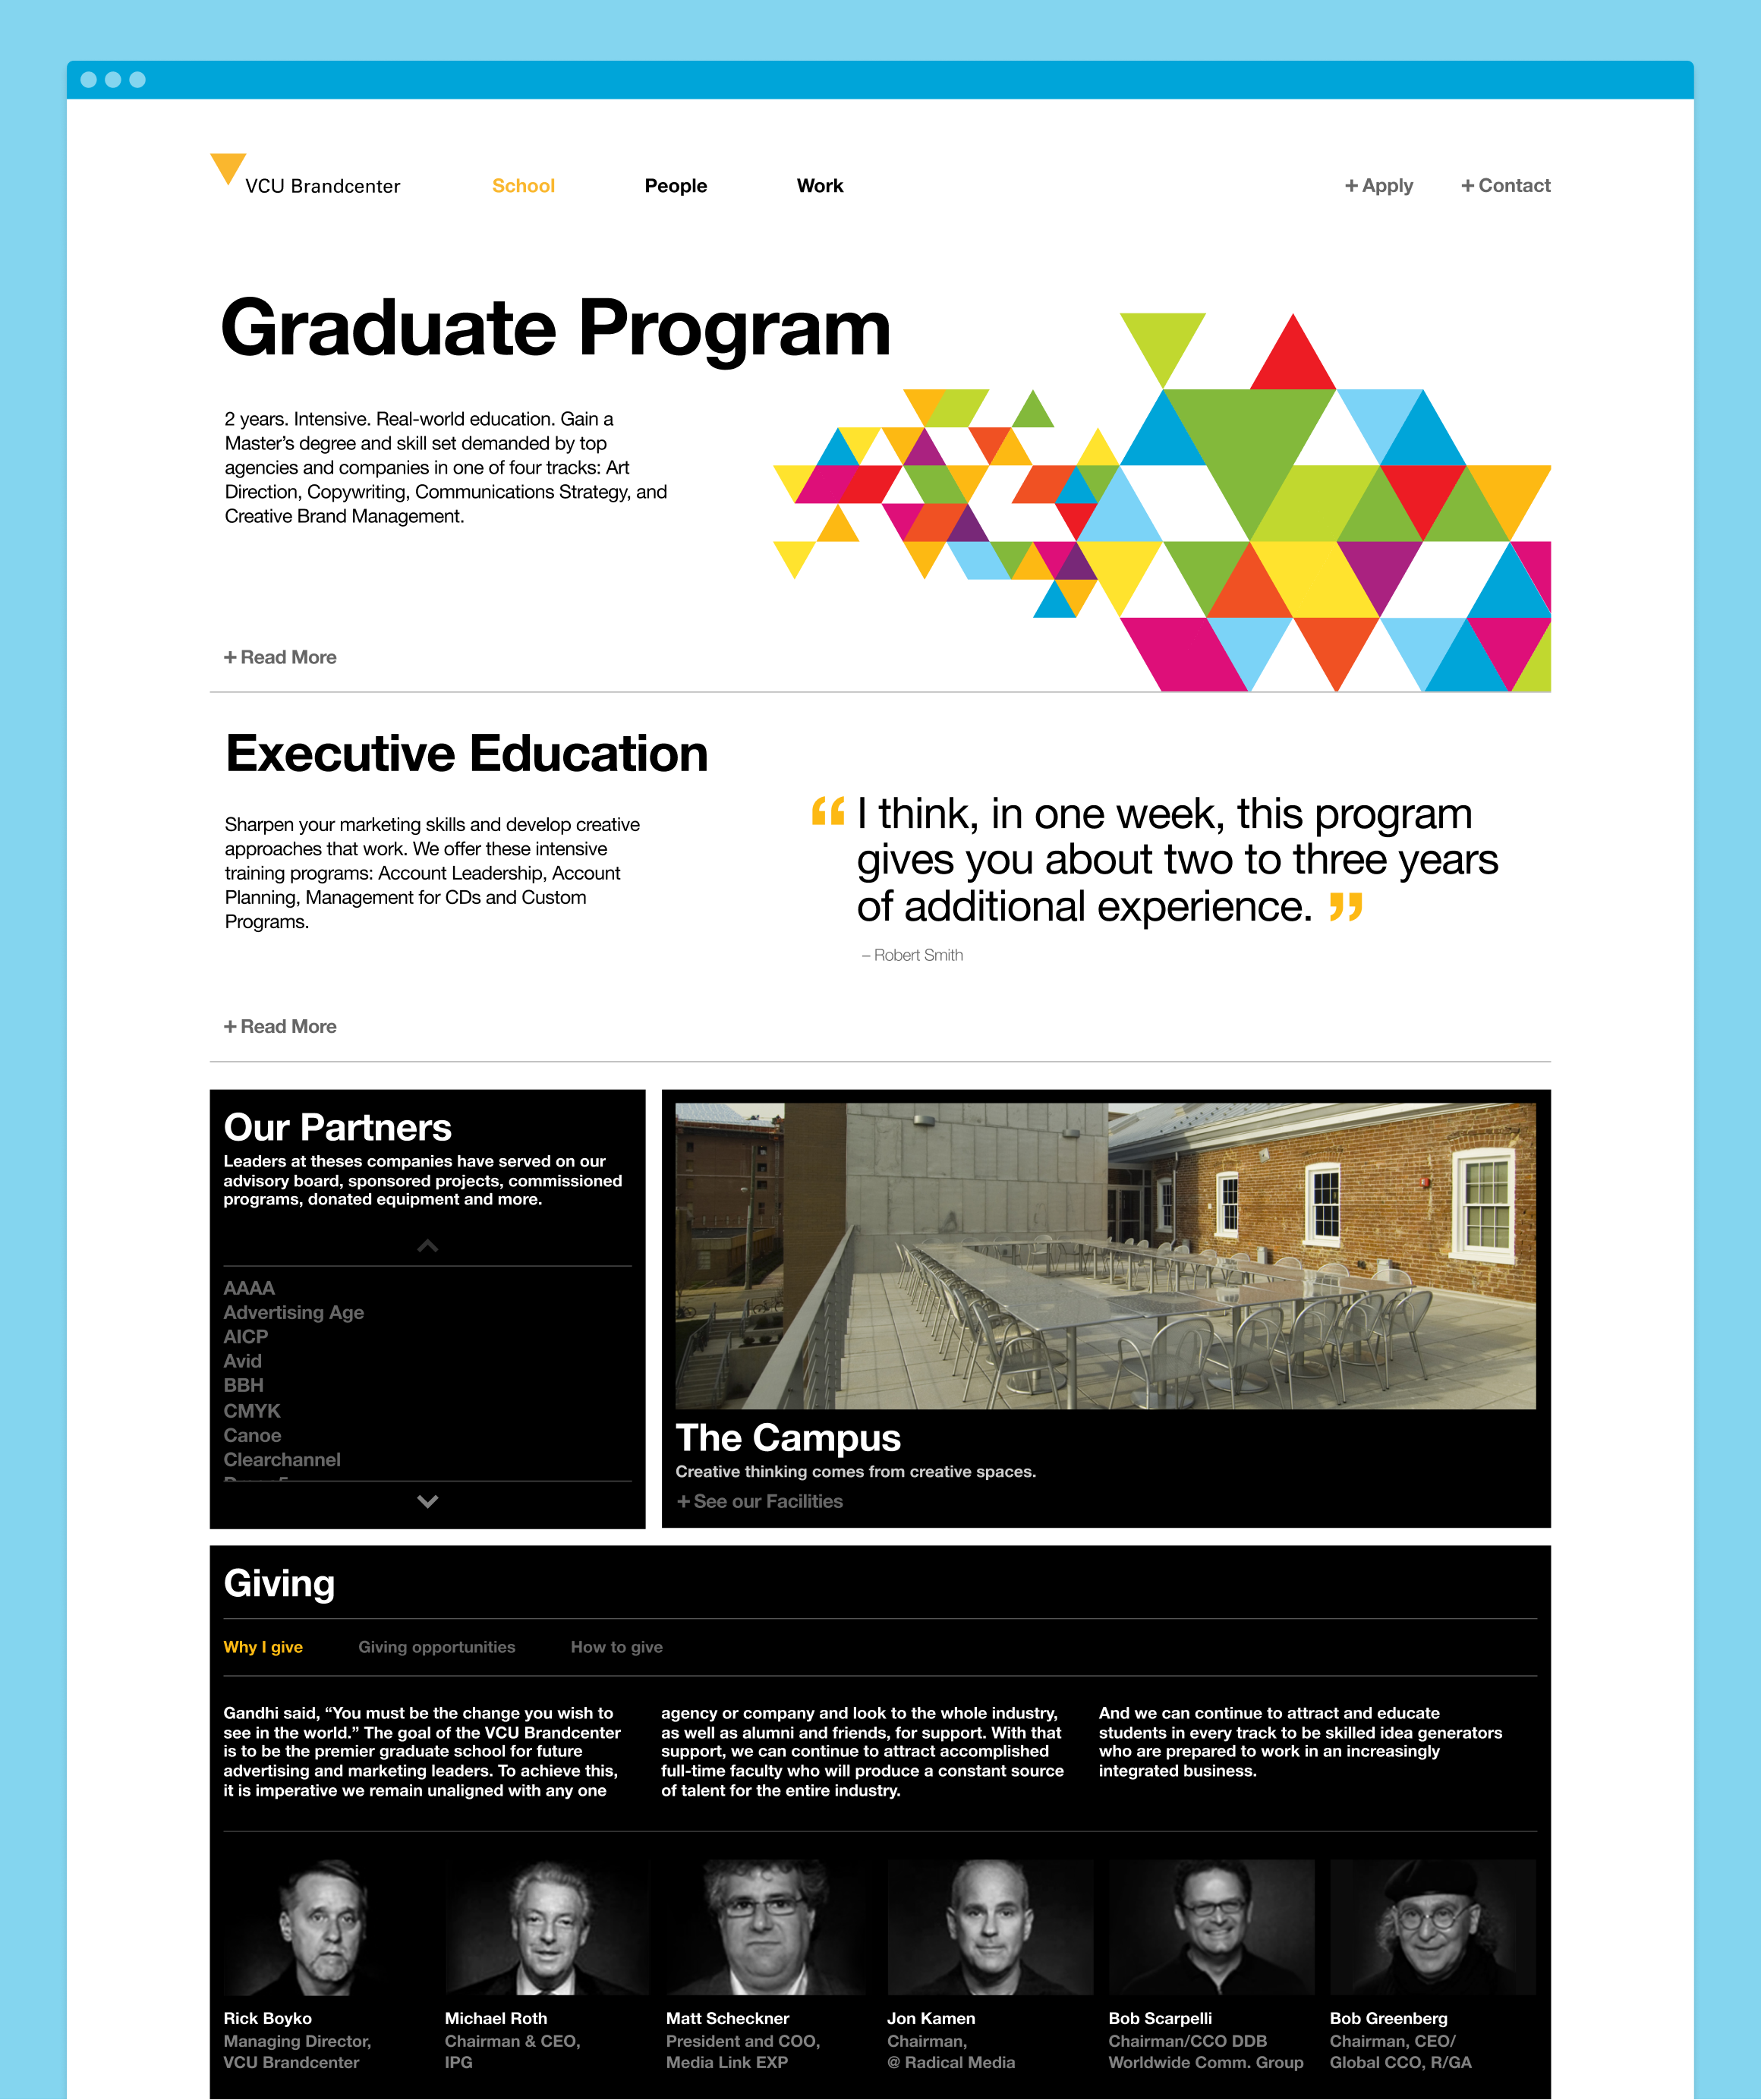 VCU Brandcenter
School
People
Work
+ Apply
+ Contact
Graduate Program
2 years. Intensive. Real-world education. Gain a
Master’s degree and skill set demanded by top
agencies and companies in one of four tracks: Art
Direction, Copywriting, Communications Strategy, and
Creative Brand Management.
+ Read More
Executive Education
Sharpen your marketing skills and develop creative
approaches that work. We offer these intensive
training programs: Account Leadership, Account
Planning, Management for CDs and Custom
Programs.
“ I think, in one week, this program
gives you about two to three years
of additional experience. ”
– Robert Smith
+ Read More
Our Partners
Leaders at theses companies have served on our
advisory board, sponsored projects, commissioned
programs, donated equipment and more.
AAAA
Advertising Age
AICP
Avid
BBH
CMYK
Canoe
Clearchannel
The Campus
Creative thinking comes from creative spaces.
+ See our Facilities
Giving
Why I give
Giving opportunities
How to give
Gandhi said, “You must be the change you wish to
see in the world.” The goal of the VCU Brandcenter
is to be the premier graduate school for future
advertising and marketing leaders. To achieve this,
it is imperative we remain unaligned with any one
agency or company and look to the whole industry,
as well as alumni and friends, for support. With that
support, we can continue to attract accomplished
full-time faculty who will produce a constant source
of talent for the entire industry.
And we can continue to attract and educate
students in every track to be skilled idea generators
who are prepared to work in an increasingly
integrated business.
Rick Boyko
Managing Director,
VCU Brandcenter
Michael Roth
Chairman & CEO,
IPG
Matt Scheckner
President and COO,
Media Link EXP
Jon Kamen
Chairman,
@ Radical Media
Bob Scarpelli
Chairman/CCO DDB
Worldwide Comm. Group
Bob Greenberg
Chairman, CEO/
Global CCO, R/GA